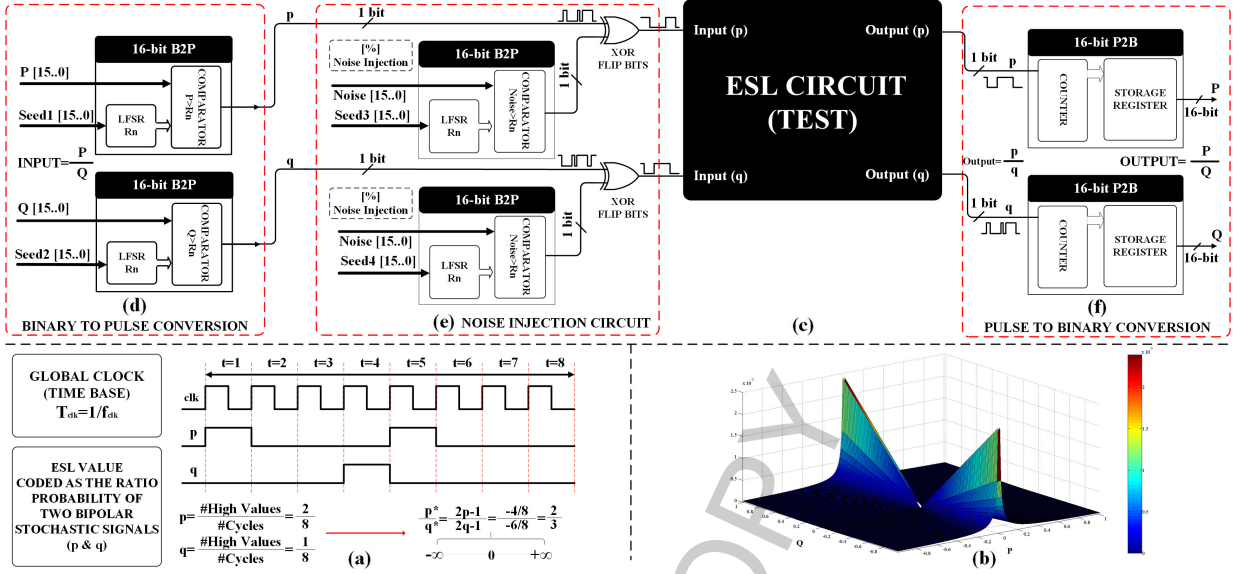 16-bit B2P
P [15..0]
Seed1 [15..0]
LFSR
Rn
COMPARATOR
P>Rn
INPUT=
P
Q
16-bit B2P
Q [15..0]
Seed2 [15..0]
LFSR
Rn
COMPARATOR
Q>Rn
(d)
BINARY TO PULSE CONVERSION
p
1 bit
[%]
Noise Injection
16-bit B2P
Noise [15..0]
Seed3 [15..0]
LFSR
Rn
COMPARATOR
Noise>Rn
1 bit
XOR
FLIP BITS
q
1 bit
[%]
Noise Injection
16-bit B2P
Noise [15..0]
Seed4 [15..0]
LFSR
Rn
COMPARATOR
Noise>Rn
1 bit
XOR
FLIP BITS
(e) NOISE INJECTION CIRCUIT
Input (p)
Output (p)
ESL CIRCUIT
(TEST)
Input (q)
Output (q)
(c)
16-bit P2B
1 bit
p
COUNTER
STORAGE
REGISTER
P
16-bit
Output=
p
q
OUTPUT=
P
Q
16-bit P2B
1 bit
q
COUNTER
STORAGE
REGISTER
Q
16-bit
(f)
PULSE TO BINARY CONVERSION
GLOBAL CLOCK
(TIME BASE)
Tclk=1/fclk
ESL VALUE
CODED AS THE RATIO
PROBABILITY OF
TWO BIPOLAR
STOCHASTIC SIGNALS
(p & q)
t=1 t=2 t=3 t=4 t=5 t=6 t=7 t=8
clk
p
q
p= #High Values / #Cycles = 2/8
q= #High Values / #Cycles = 1/8
p*/q* = 2p-1/2q-1 = -4/8/-6/8 = 2/3
-∞ 0 +∞
(a)
Q
P
(b)